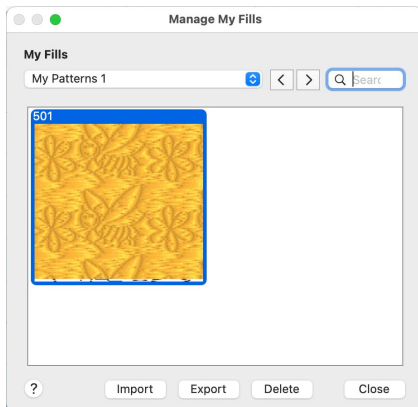 Manage My Fills
My Fills
My Patterns 1
< > Searc
501
? Import Export Delete Close